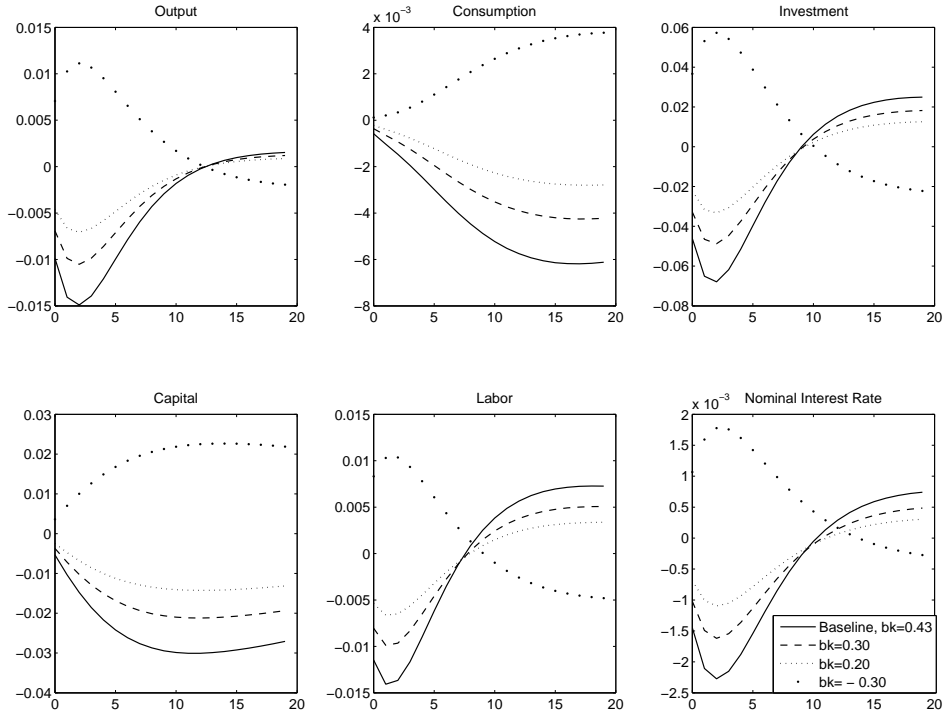 Output
0.015
0.01
0.005
0
−0.005
−0.01
−0.015
0 5 10 15 20
Consumption
x 10−3
4
2
0
−2
−4
−6
−8
0 5 10 15 20
Investment
0.06
0.04
0.02
0
−0.02
−0.04
−0.06
−0.08
0 5 10 15 20
Capital
0.03
0.02
0.01
0
−0.01
−0.02
−0.03
−0.04
0 5 10 15 20
Labor
0.015
0.01
0.005
0
−0.005
−0.01
−0.015
0 5 10 15 20
Nominal Interest Rate
x 10−3
2
1.5
1
0.5
0
−0.5
−1
−1.5
−2
−2.5
0 5 10 15 20
Baseline, bk=0.43
bk=0.30
bk=0.20
bk= − 0.30